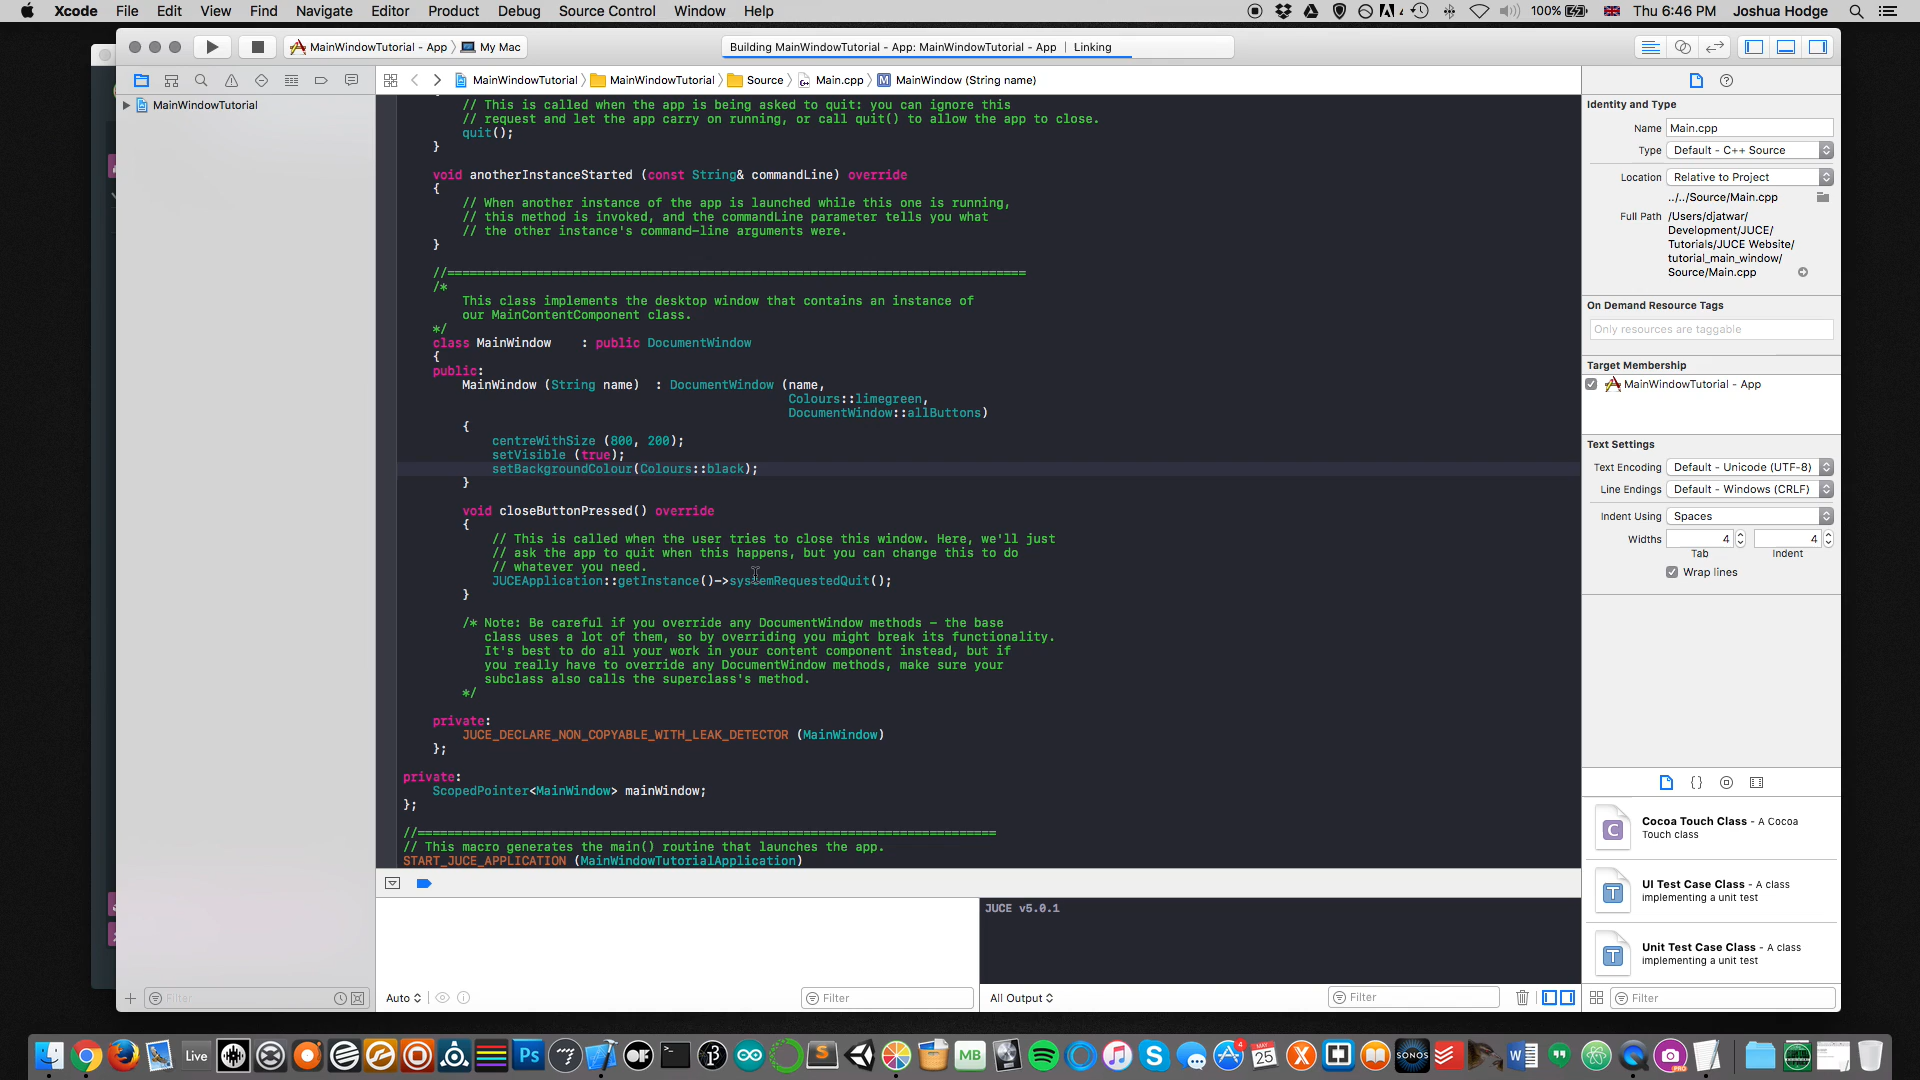 Xcode File Edit View Find Navigate Editor Product Debug Source Control Window Help 4 100% Thu 6:46 PM Joshua Hodge
MainWindowTutorial - App My Mac Building MainWindowTutorial - App: MainWindowTutorial - App Linking
MainWindowTutorial MainWindowTutorial Source Main.cpp MainWindow (String name)
MainWindowTutorial
// This is called when the app is being asked to quit: you can ignore this
// request and let the app carry on running, or call quit() to allow the app to close.
quit();
}
void anotherInstanceStarted (const String& commandLine) override
{
// When another instance of the app is launched while this one is running,
// this method is invoked, and the commandLine parameter tells you what
// the other instance's command-line arguments were.
}
//==============================================================================
/*
This class implements the desktop window that contains an instance of
our MainContentComponent class.
*/
class MainWindow    : public DocumentWindow
{
public:
MainWindow (String name)  : DocumentWindow (name,
Colours::limegreen,
DocumentWindow::allButtons)
{
centreWithSize (800, 200);
setVisible (true);
setBackgroundColour(Colours::black);
}
void closeButtonPressed() override
{
// This is called when the user tries to close this window. Here, we'll just
// ask the app to quit when this happens, but you can change this to do
// whatever you need.
JUCEApplication::getInstance()->systemRequestedQuit();
}
/* Note: Be careful if you override any DocumentWindow methods - the base
class uses a lot of them, so by overriding you might break its functionality.
It's best to do all your work in your content component instead, but if
you really have to override any DocumentWindow methods, make sure your
subclass also calls the superclass's method.
*/
private:
JUCE_DECLARE_NON_COPYABLE_WITH_LEAK_DETECTOR (MainWindow)
};
private:
ScopedPointer<MainWindow> mainWindow;
};
//==============================================================================
// This macro generates the main() routine that launches the app.
START_JUCE_APPLICATION (MainWindowTutorialApplication)
JUCE v5.0.1
Filter
Auto
Filter
All Output
Filter
Identity and Type
Name Main.cpp
Type Default - C++ Source
Location Relative to Project
../../Source/Main.cpp
Full Path /Users/djatwar/
Development/JUCE/
Tutorials/JUCE Website/
tutorial_main_window/
Source/Main.cpp
On Demand Resource Tags
Only resources are taggable
Target Membership
MainWindowTutorial - App
Text Settings
Text Encoding Default - Unicode (UTF-8)
Line Endings Default - Windows (CRLF)
Indent Using Spaces
Widths 4 4
Tab Indent
Wrap lines
{ }
C
Cocoa Touch Class - A Cocoa
Touch class
T
UI Test Case Class - A class
implementing a unit test
T
Unit Test Case Class - A class
implementing a unit test
Filter
Live Ps OF MB S 4 MAY 25 X SONOS W PRO